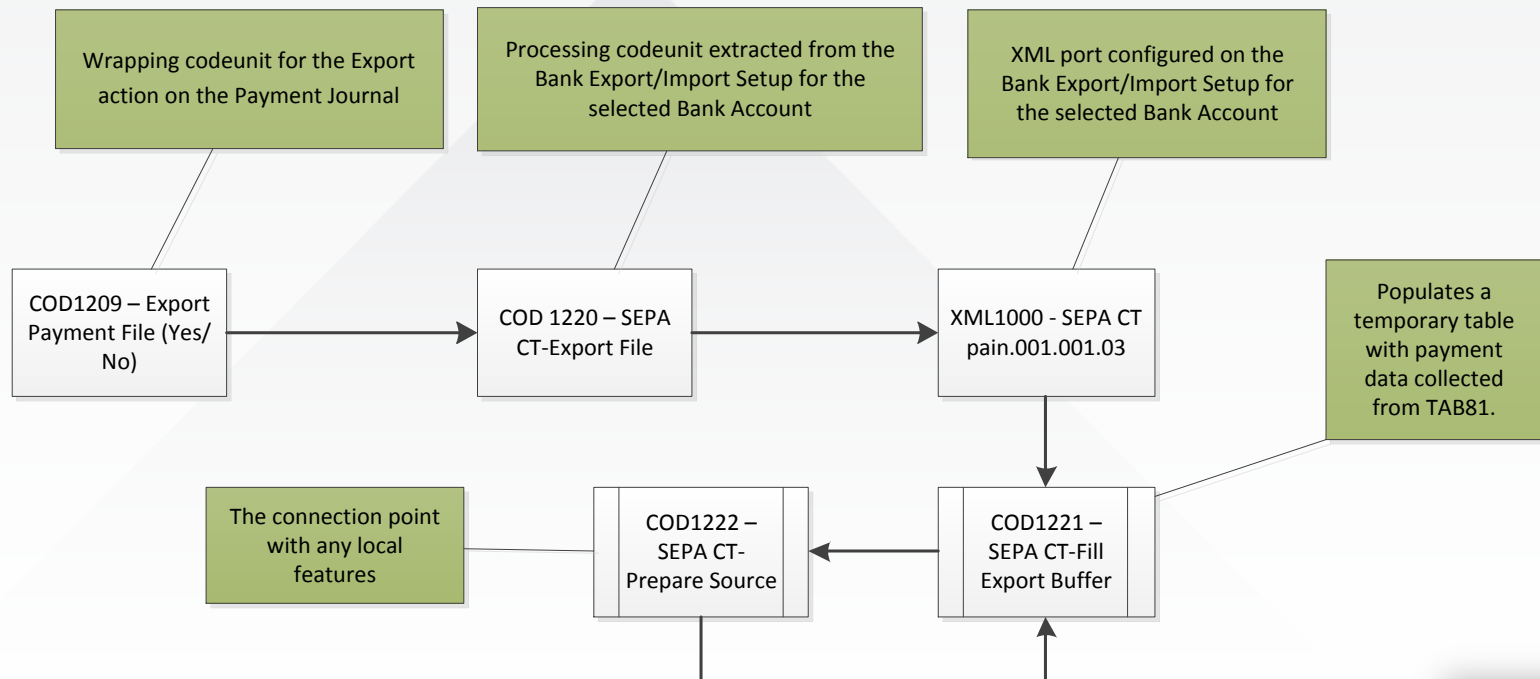 Wrapping codeunit for the Export
action on the Payment Journal
Processing codeunit extracted from the
Bank Export/Import Setup for the
selected Bank Account
XML port configured on the
Bank Export/Import Setup for
the selected Bank Account
COD1209 – Export
Payment File (Yes/
No)
COD 1220 – SEPA
CT-Export File
XML1000 - SEPA CT
pain.001.001.03
Populates a
temporary table
with payment
data collected
from TAB81.
The connection point
with any local
features
COD1222 –
SEPA CT-
Prepare Source
COD1221 –
SEPA CT-Fill
Export Buffer